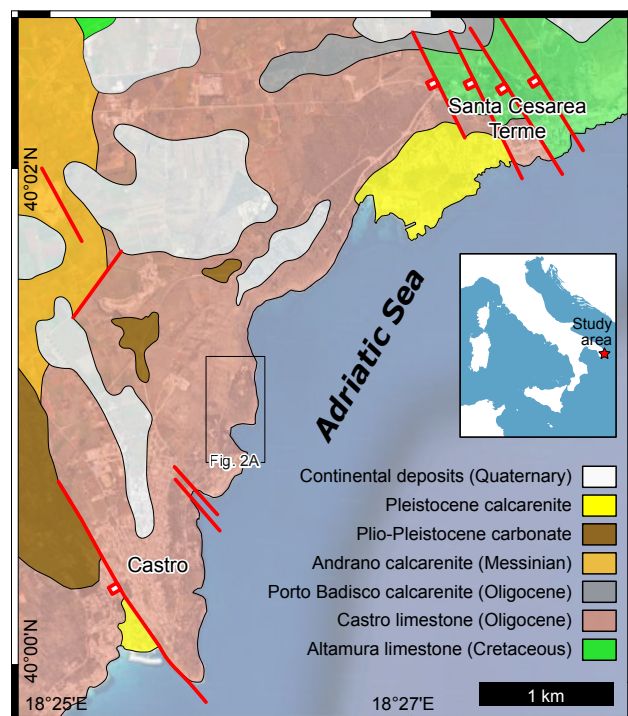 Santa Cesarea
Terme
40°02'N
Adriatic Sea
Study
area
Fig. 2A
Castro
Continental deposits (Quaternary)
Pleistocene calcarenite
Plio-Pleistocene carbonate
Andrano calcarenite (Messinian)
Porto Badisco calcarenite (Oligocene)
Castro limestone (Oligocene)
Altamura limestone (Cretaceous)
40°00'N
18°25'E
18°27'E
1 km